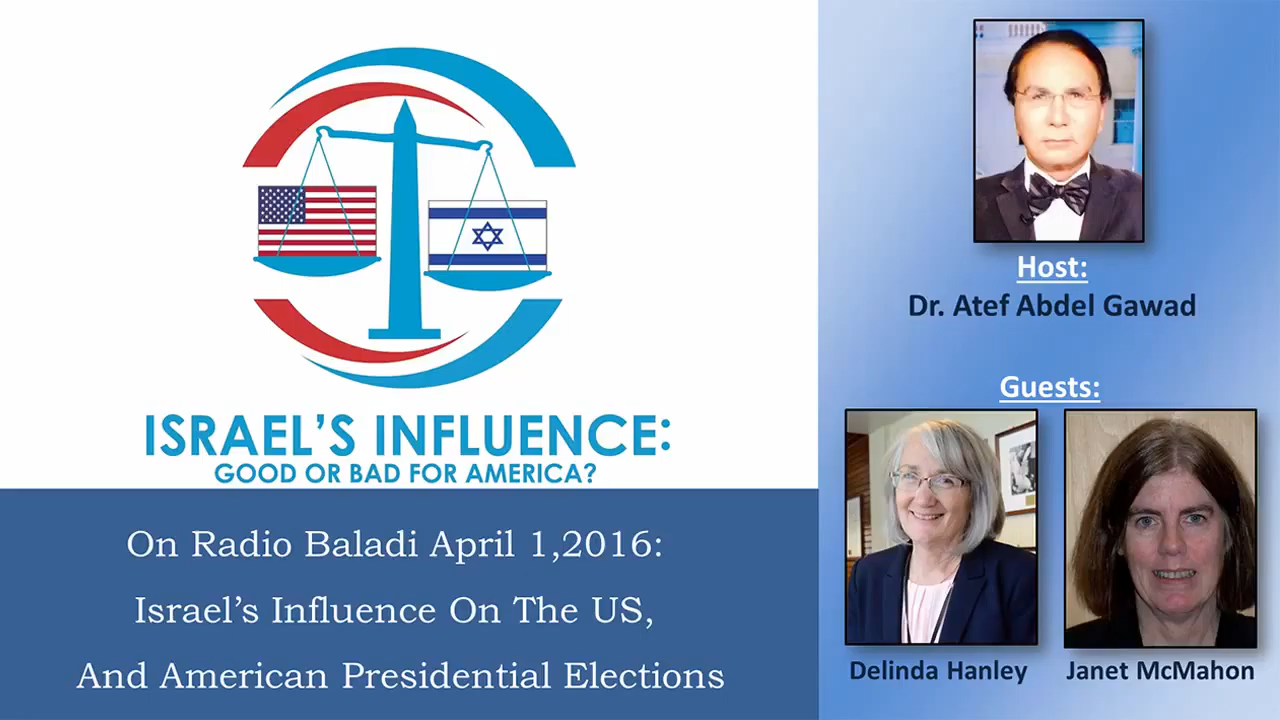 ISRAEL'S INFLUENCE:
GOOD OR BAD FOR AMERICA?
On Radio Baladi April 1,2016:
Israel's Influence On The US,
And American Presidential Elections
Host:
Dr. Atef Abdel Gawad
Guests:
Delinda Hanley
Janet McMahon